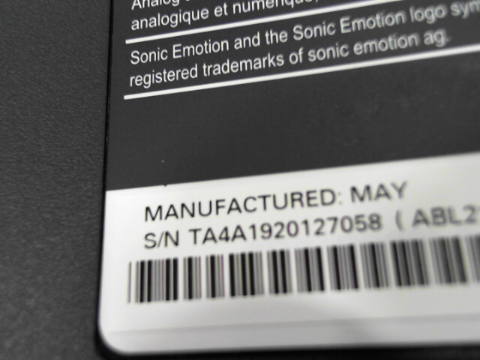 Analog
analogique et numérique,
Sonic Emotion and the Sonic Emotion logo
registered trademarks of sonic emotion ag.
MANUFACTURED: MAY
S/N TA4A1920127058 ( ABL2